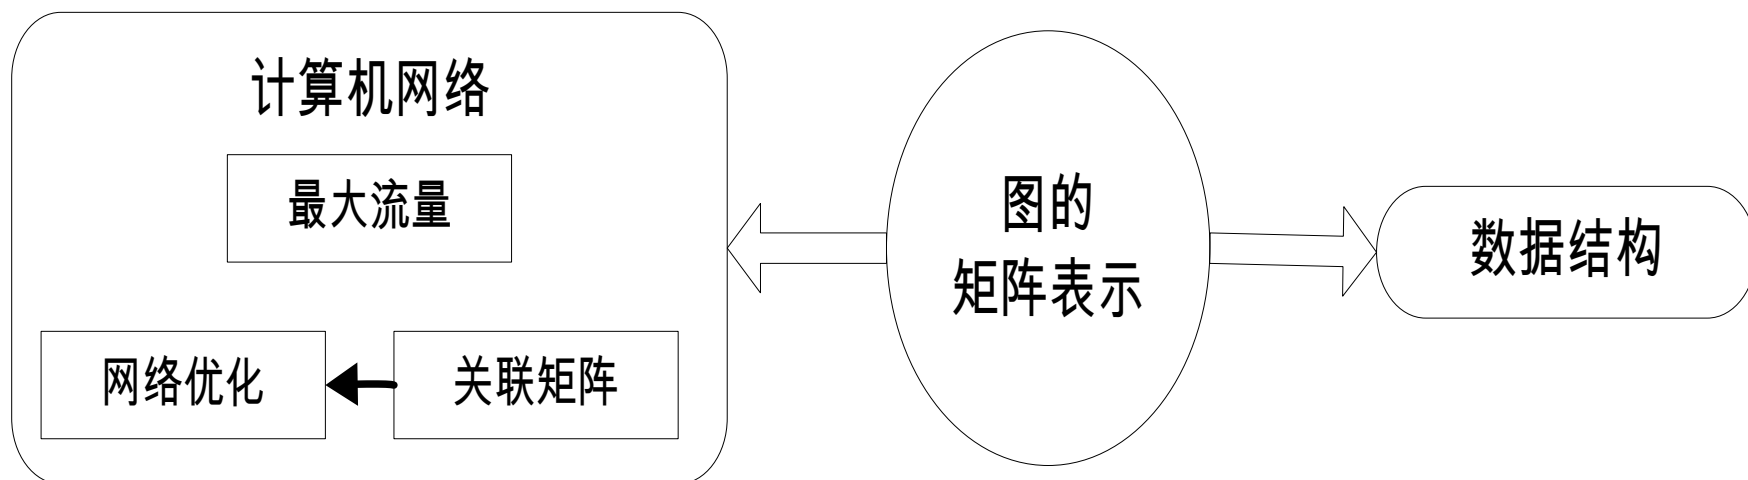 计算机网络
最大流量
网络优化
关联矩阵
图的
矩阵表示
数据结构